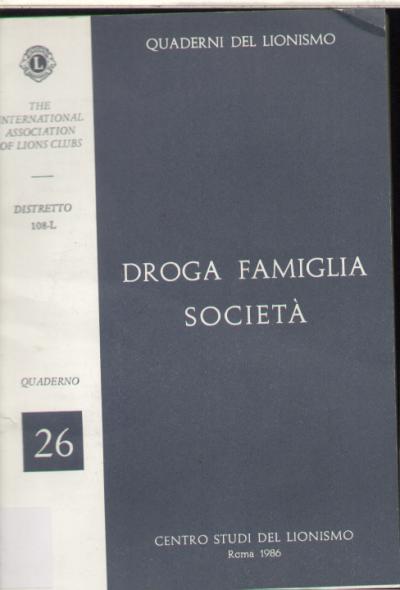 QUADERNI DEL LIONISMO
L
THE
INTERNATIONAL
ASSOCIATION
OF LIONS CLUBS
DISTRETTO
108-L
DROGA FAMIGLIA
SOCIETÀ
QUADERNO
26
CENTRO STUDI DEL LIONISMO
Roma 1986